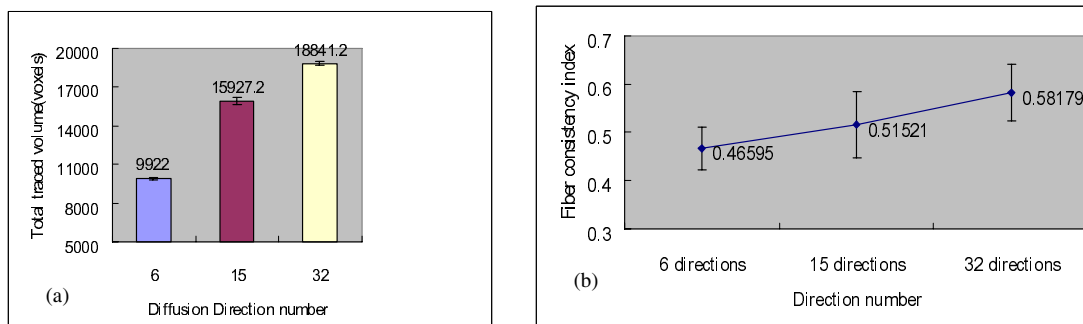 20000
17000
14000
11000
8000
5000
Total traced volume(voxels)
9922
15927.2
18841.2
6 15 32
(a)
Diffusion Direction number
0.7
0.6
0.5
0.4
0.3
Fiber consistency index
0.46595
0.51521
0.58179
6 directions 15 directions 32 directions
(b)
Direction number